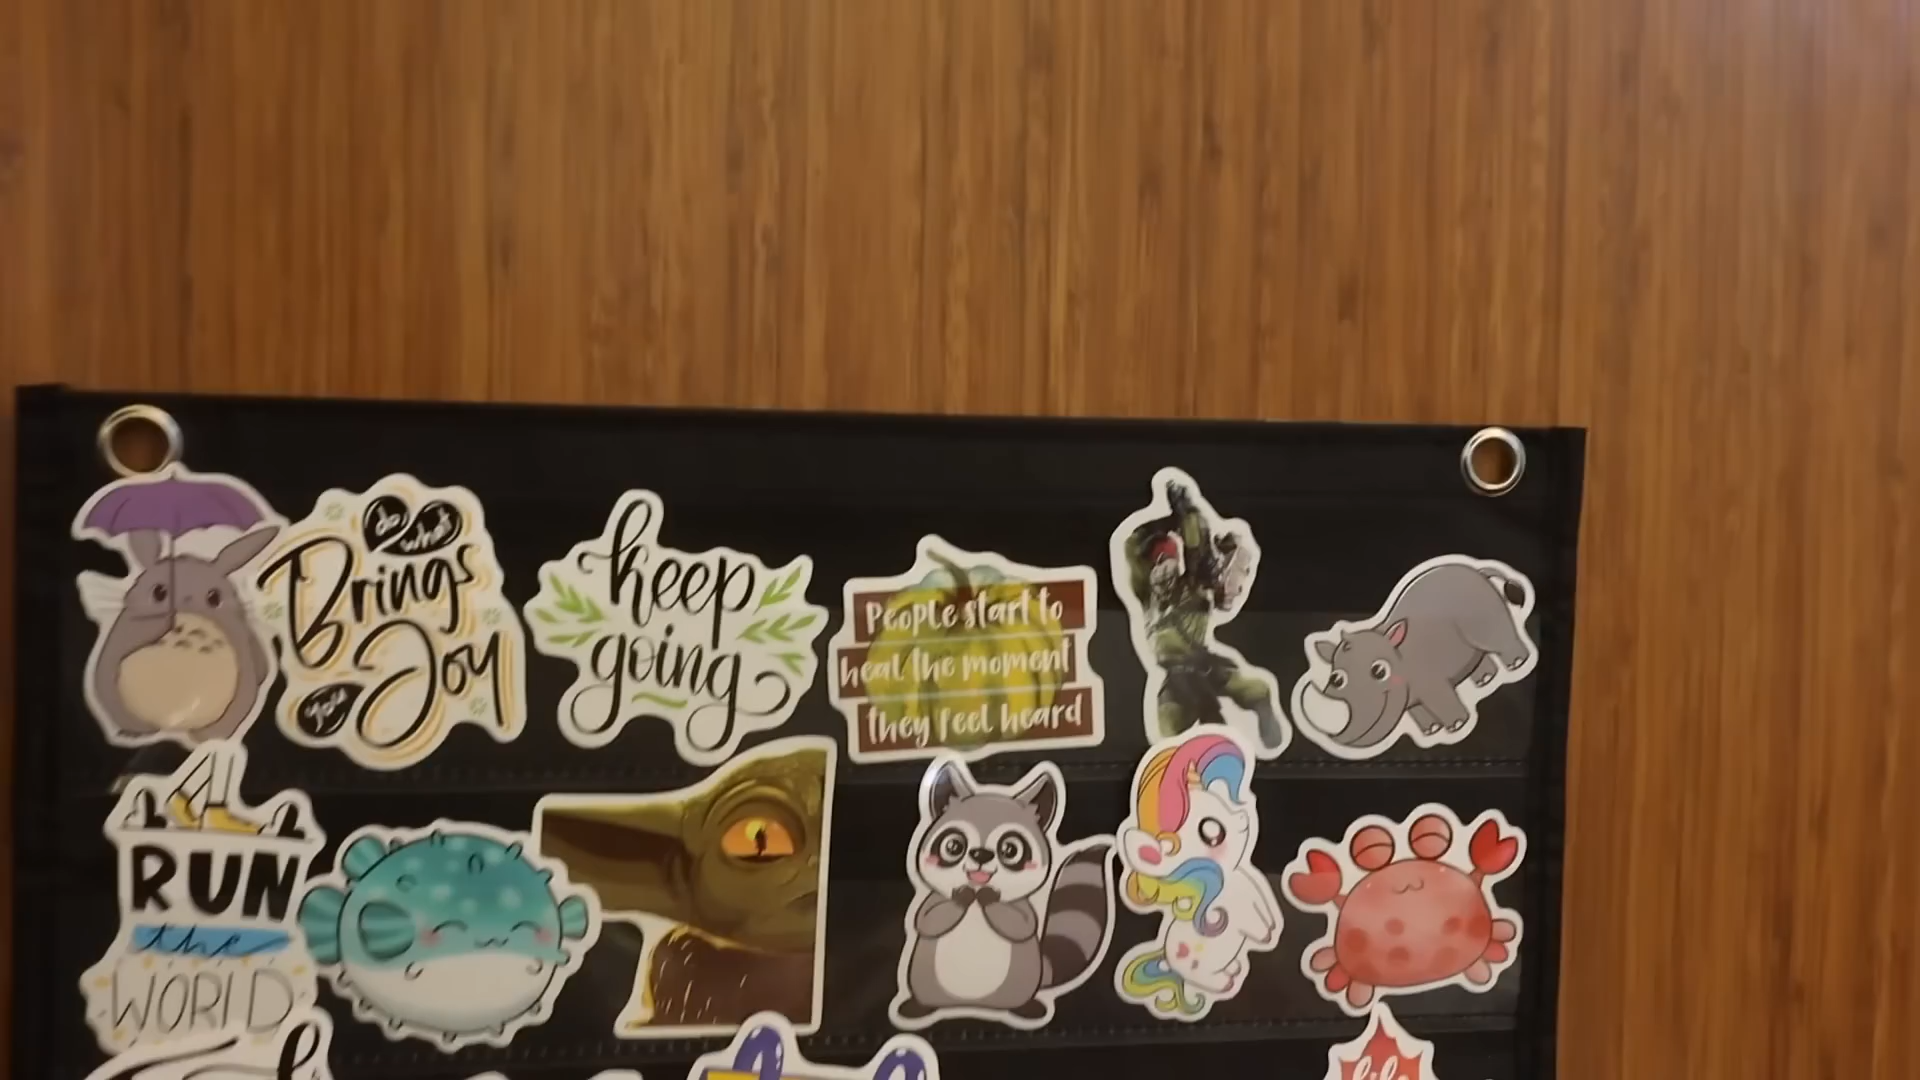 do what
Brings
Joy
you
keep
going
People start to
heal the moment
they feel heard
RUN
the
WORLD
life